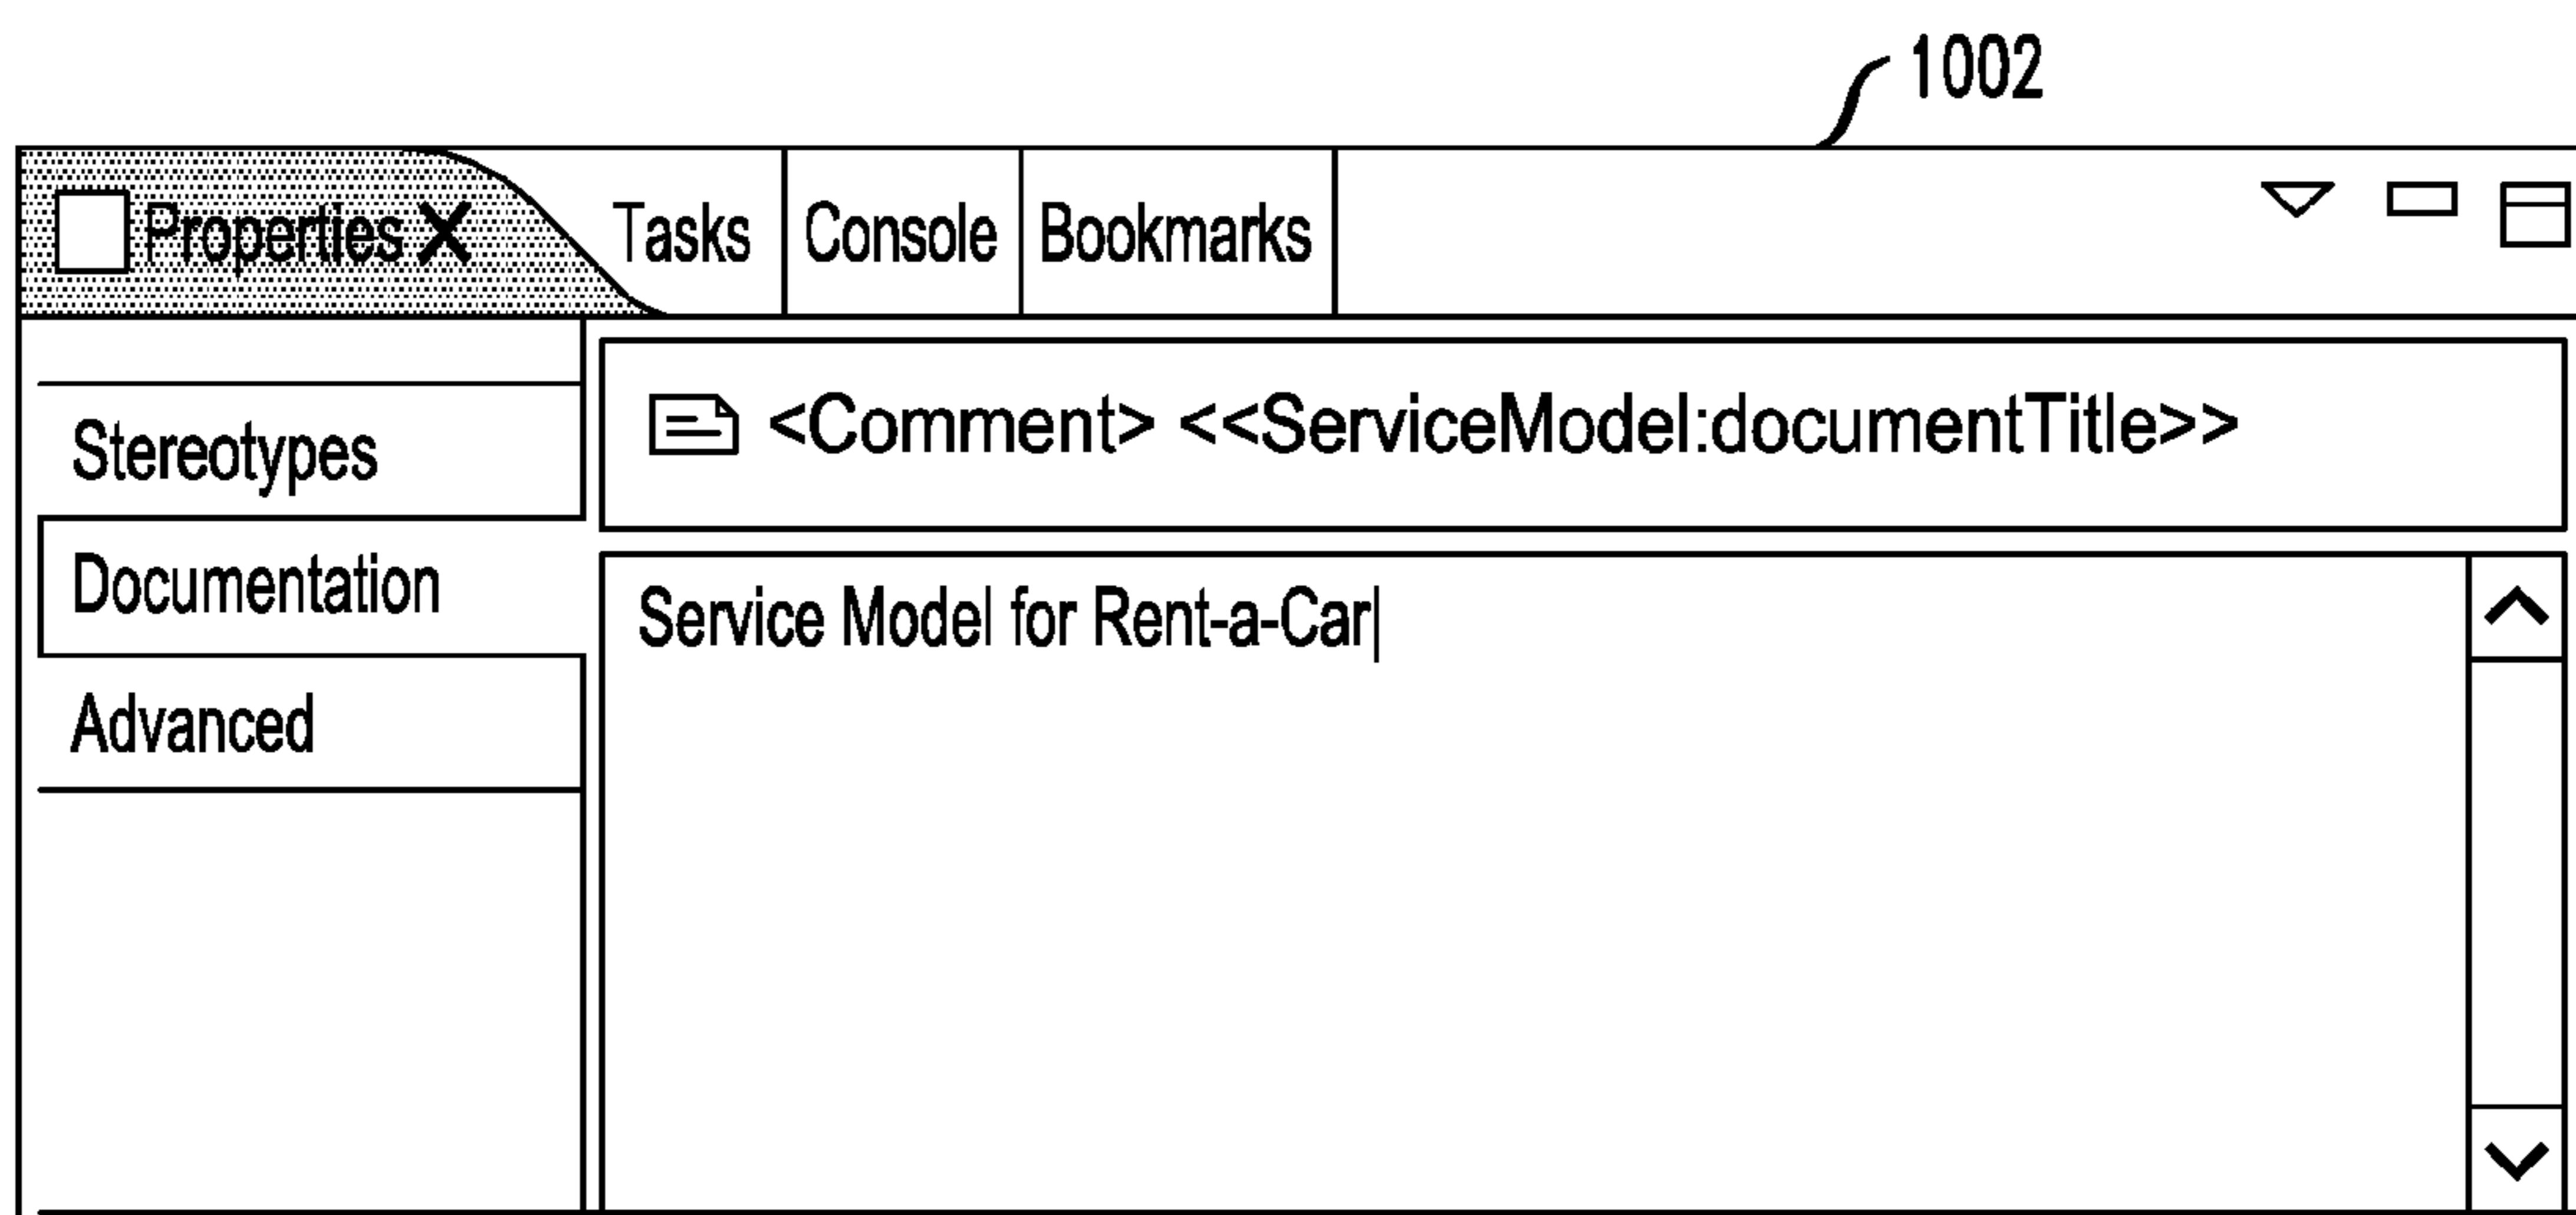 1002
Properties Tasks Console Bookmarks
<Comment> <<ServiceModel:documentTitle>>
Stereotypes
Documentation
Advanced
Service Model for Rent-a-Car